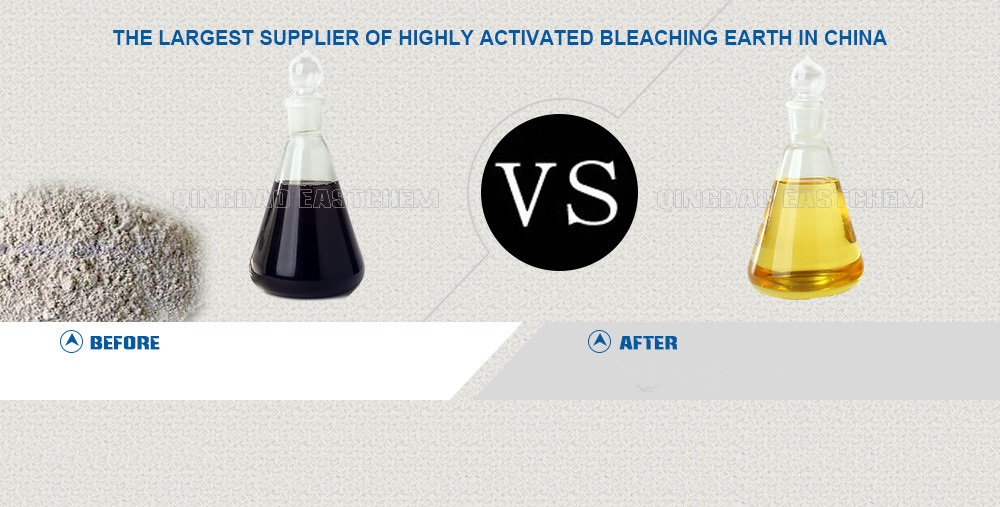 THE LARGEST SUPPLIER OF HIGHLY ACTIVATED BLEACHING EARTH IN CHINA
VS
QINGDAO EASTCHEM
QINGDAO EASTCHEM
BEFORE
AFTER